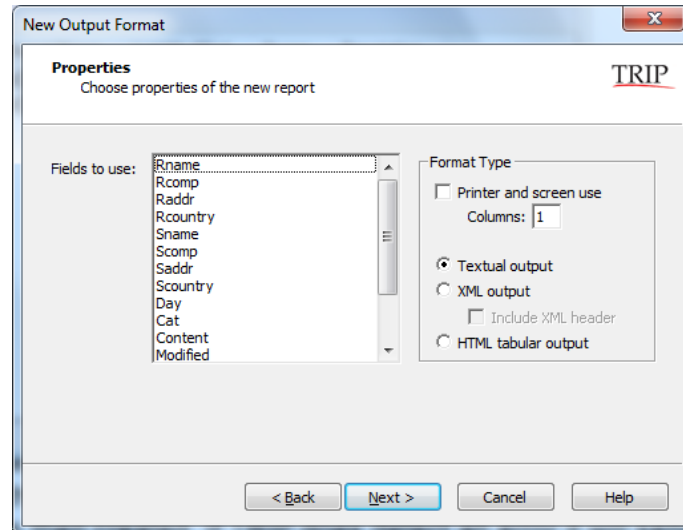 New Output Format
Properties
Choose properties of the new report
TRIP
Fields to use:
Rname
Rcomp
Raddr
Rcountry
Sname
Scomp
Saddr
Scountry
Day
Cat
Content
Modified
Format Type
Printer and screen use
Columns: 1
Textual output
XML output
Include XML header
HTML tabular output
< Back
Next >
Cancel
Help